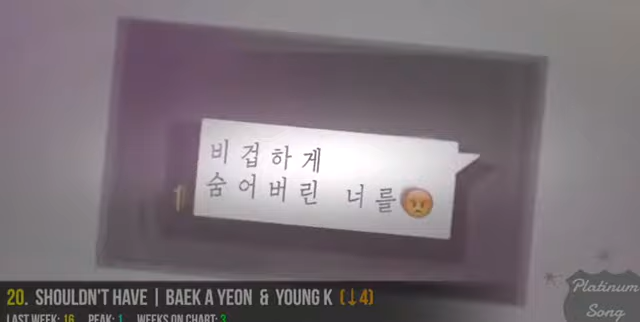 비겁하게
숨어버린 너를😡
1
20. SHOULDN'T HAVE | BAEK A YEON & YOUNG K (↓4)
LAST WEEK: 16 PEAK: 1 WEEKS ON CHART: 3
Platinum
Song